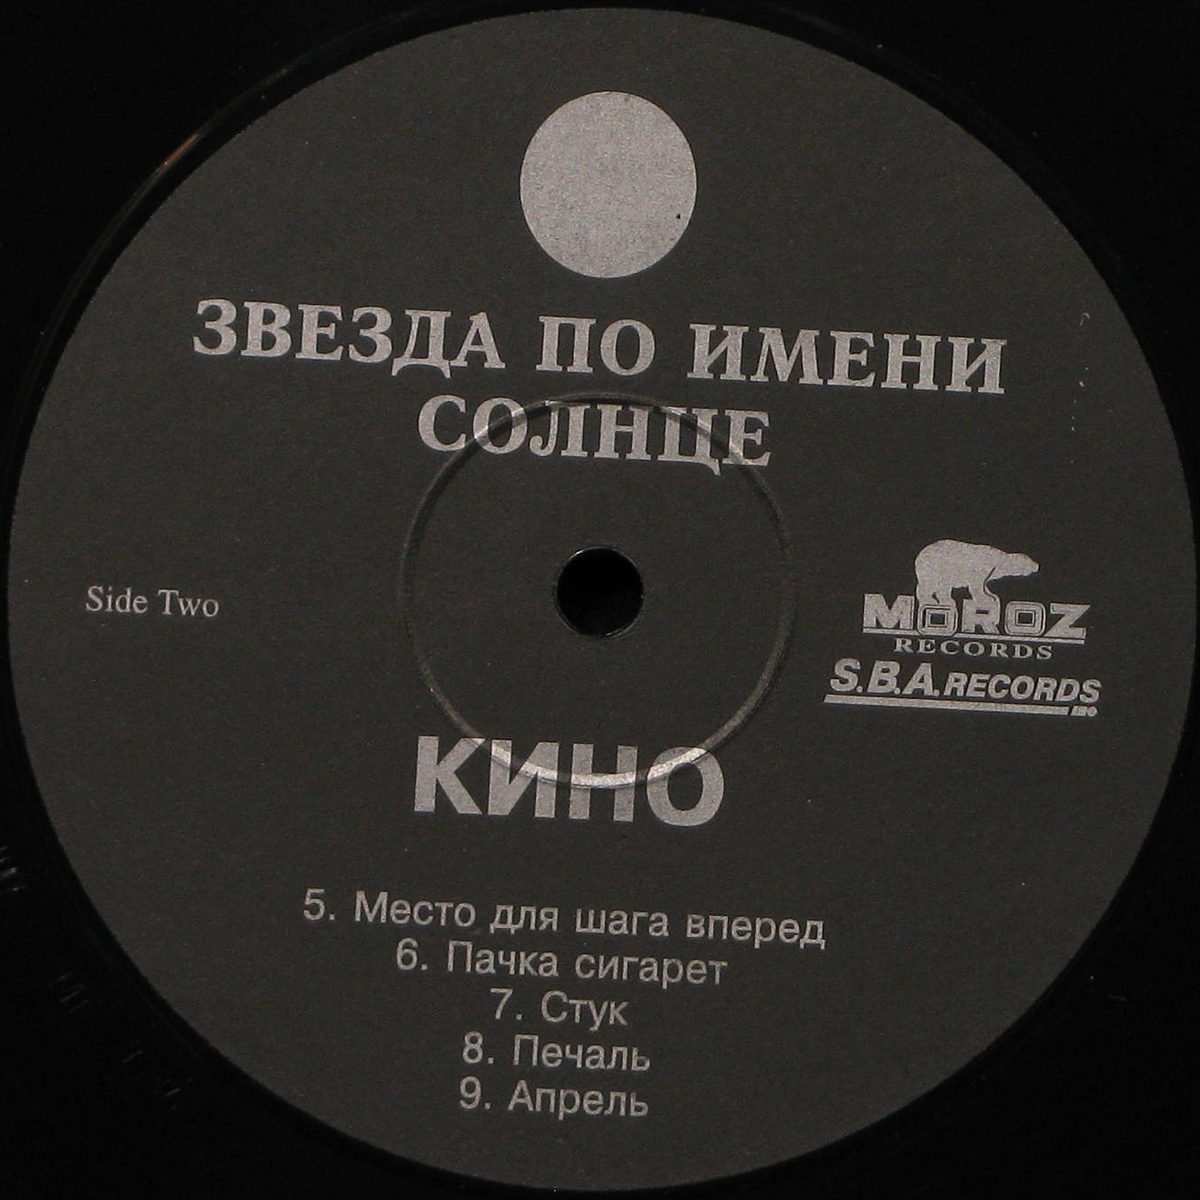 ЗВЕЗДА ПО ИМЕНИ
СОЛНЦЕ
Side Two
MOROZ
RECORDS
S.B.A. RECORDS
КИНО
5. Место для шага вперед
6. Пачка сигарет
7. Стук
8. Печаль
9. Апрель